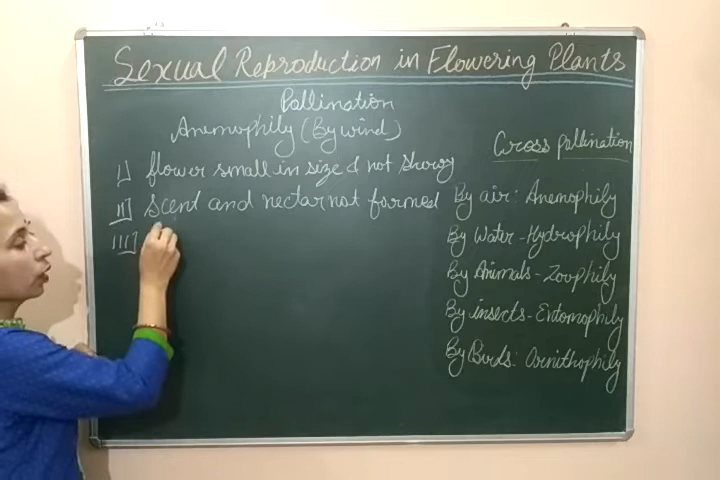 Sexual Reproduction in Flowering Plants
Pollination
Anemophily (By wind)
I] flower small in size & not showy
II] Scent and nectar not formed
III]
Cross pollination
By air: Anemophily
By Water - Hydrophily
By Animals - Zoophily
By insects - Entomophily
By Birds: Ornithophily